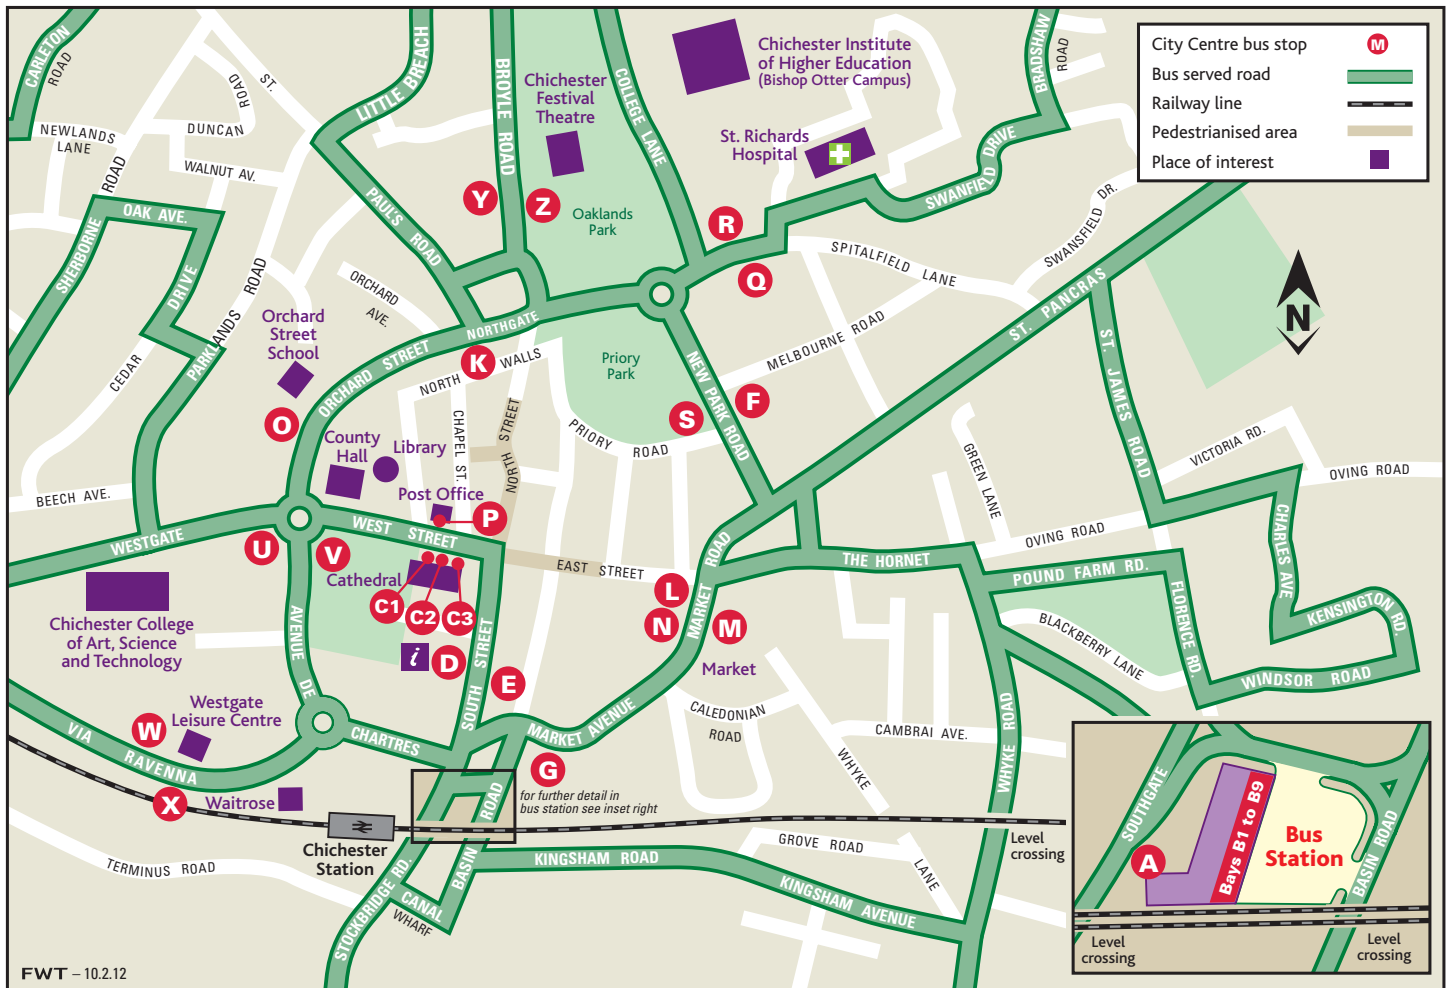 CARLETON
ROAD
NEWLANDS
LANE
ROAD
ST.
ROAD
DUNCAN
WALNUT AV.
LITTLE BREACH
BROYLE ROAD
COLLEGE LANE
Chichester
Festival
Theatre
Chichester Institute
of Higher Education
(Bishop Otter Campus)
St. Richards
Hospital
BRADSHAW
ROAD
SWANFIELD DRIVE
City Centre bus stop
M
Bus served road
Railway line
Pedestrianised area
Place of interest
OAK AVE.
SHERBORNE
DRIVE
PARKLANDS ROAD
CEDAR
BEECH AVE.
PAUL'S ROAD
ORCHARD
AVE.
Y
Z
Oaklands
Park
R
Q
SPITALFIELD LANE
SWANSFIELD DR.
ST. PANCRAS
N
Orchard
Street
School
ORCHARD STREET
NORTHGATE
K
NORTH WALLS
O
Priory
Park
NEW PARK ROAD
MELBOURNE ROAD
S
F
ST. JAMES ROAD
PRIORY ROAD
NORTH STREET
CHAPEL ST.
County
Hall
Library
Post Office
P
GREEN LANE
VICTORIA RD.
OVING ROAD
OVING ROAD
WESTGATE
WEST STREET
U
V
Cathedral
C1
C2
C3
EAST STREET
MARKET ROAD
THE HORNET
POUND FARM RD.
FLORENCE RD.
CHARLES AVE
KENSINGTON RD.
WINDSOR ROAD
BLACKBERRY LANE
Chichester College
of Art, Science
and Technology
AVENUE DE
CHARTRES
i
D
SOUTH STREET
E
L
N
M
Market
Westgate
Leisure Centre
W
VIA RAVENNA
X
Waitrose
MARKET AVENUE
G
for further detail in
bus station see inset right
CALEDONIAN
ROAD
CAMBRAI AVE.
WHYKE
WHYKE ROAD
Chichester
Station
TERMINUS ROAD
STOCKBRIDGE RD.
CANAL
WHARF
BASIN ROAD
KINGSHAM ROAD
KINGSHAM AVENUE
GROVE ROAD
LANE
Level
crossing
SOUTHGATE
A
Bays B1 to B9
Bus
Station
BASIN ROAD
Level
crossing
Level
crossing
FWT – 10.2.12